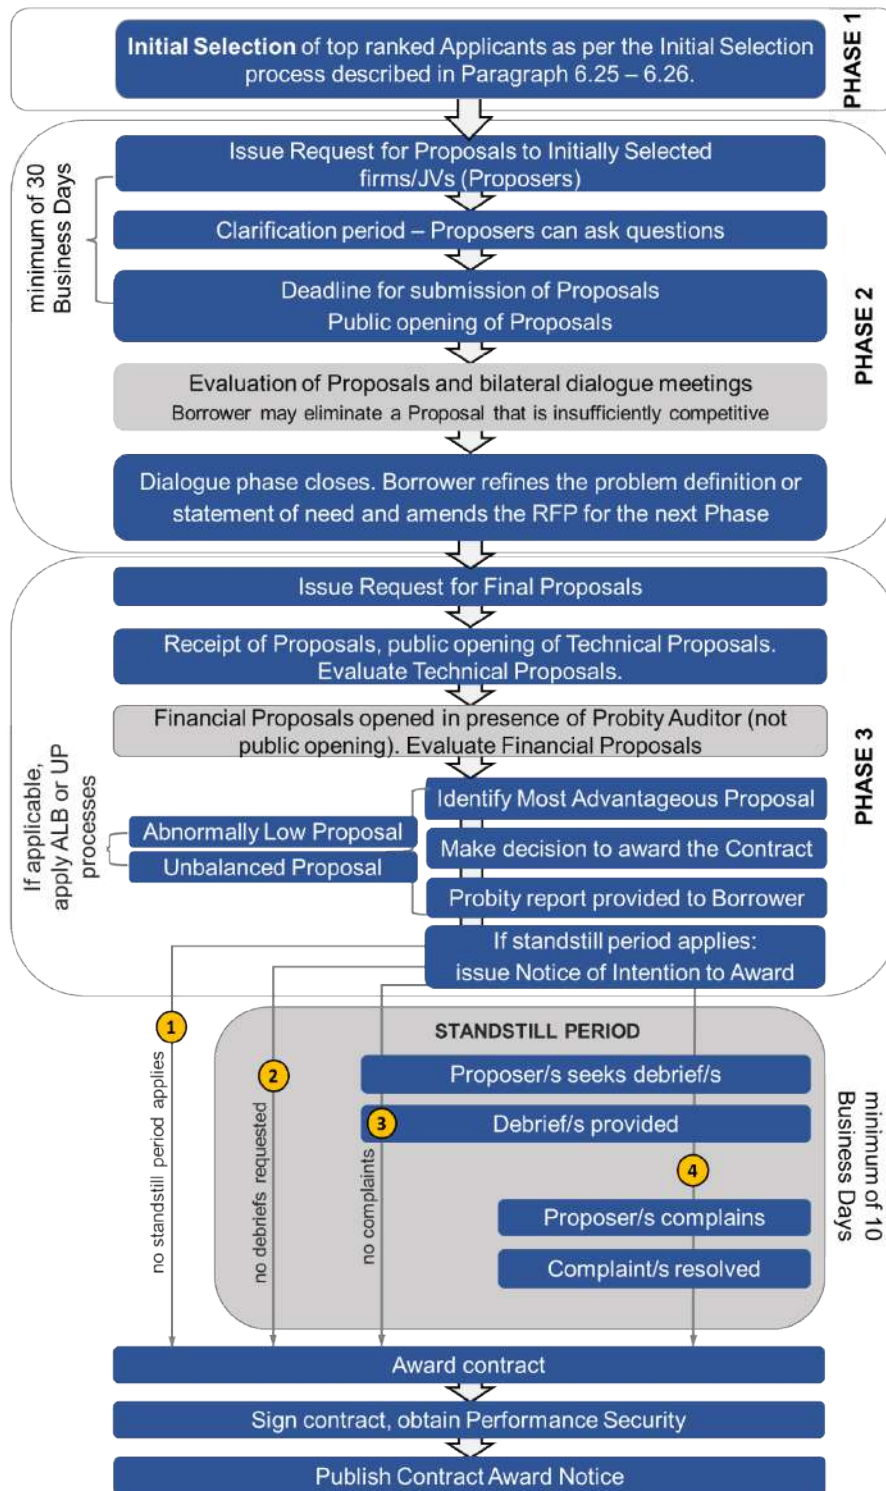 Initial Selection of top ranked Applicants as per the Initial Selection
process described in Paragraph 6.25 – 6.26.
PHASE 1
Issue Request for Proposals to Initially Selected
firms/JVs (Proposers)
Clarification period – Proposers can ask questions
Deadline for submission of Proposals
Public opening of Proposals
minimum of 30
Business Days
Evaluation of Proposals and bilateral dialogue meetings
Borrower may eliminate a Proposal that is insufficiently competitive
Dialogue phase closes. Borrower refines the problem definition or
statement of need and amends the RFP for the next Phase
PHASE 2
Issue Request for Final Proposals
Receipt of Proposals, public opening of Technical Proposals.
Evaluate Technical Proposals.
Financial Proposals opened in presence of Probity Auditor (not
public opening). Evaluate Financial Proposals
PHASE 3
If applicable,
apply ALB or UP
processes
Abnormally Low Proposal
Unbalanced Proposal
Identify Most Advantageous Proposal
Make decision to award the Contract
Probity report provided to Borrower
If standstill period applies:
issue Notice of Intention to Award
STANDSTILL PERIOD
1
no standstill period applies
2
no debriefs requested
3
no complaints
4
Proposer/s seeks debrief/s
Debrief/s provided
Proposer/s complains
Complaint/s resolved
minimum of 10
Business Days
Award contract
Sign contract, obtain Performance Security
Publish Contract Award Notice